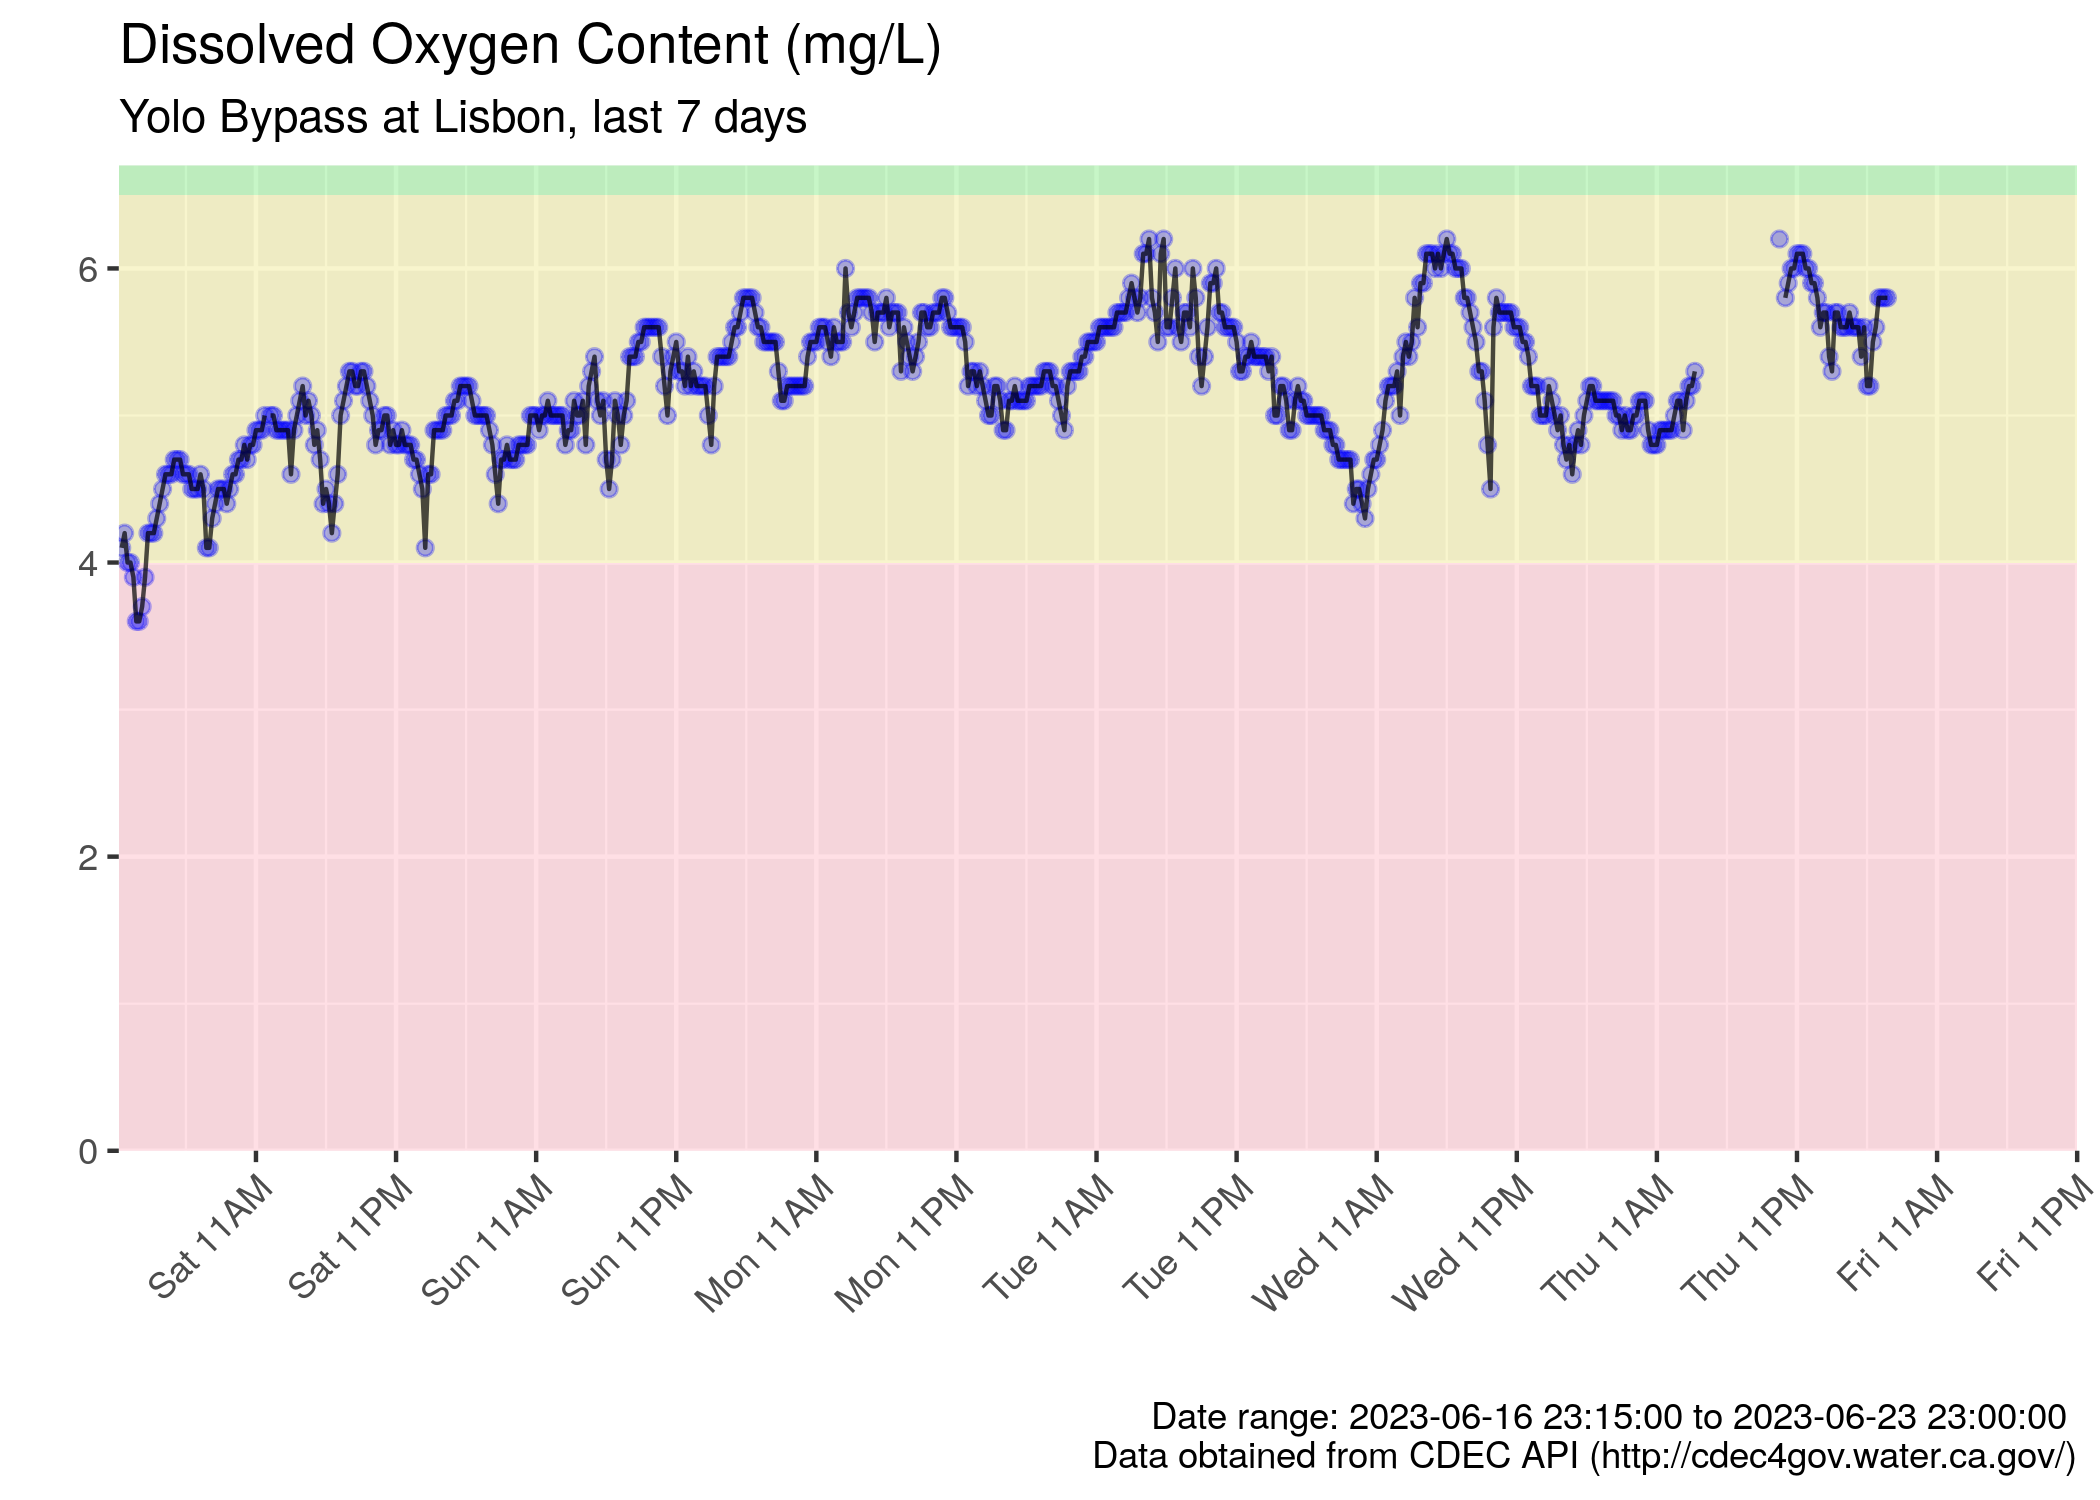 Dissolved Oxygen Content (mg/L)
Yolo Bypass at Lisbon, last 7 days
6
4
2
0
Sat 11AM
Sat 11PM
Sun 11AM
Sun 11PM
Mon 11AM
Mon 11PM
Tue 11AM
Tue 11PM
Wed 11AM
Wed 11PM
Thu 11AM
Thu 11PM
Fri 11AM
Fri 11PM
Date range: 2023-06-16 23:15:00 to 2023-06-23 23:00:00
Data obtained from CDEC API (http://cdec4gov.water.ca.gov/)